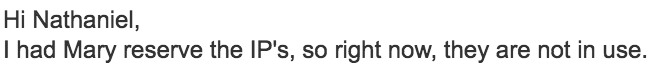 Hi Nathaniel,
I had Mary reserve the IP's, so right now, they are not in use.